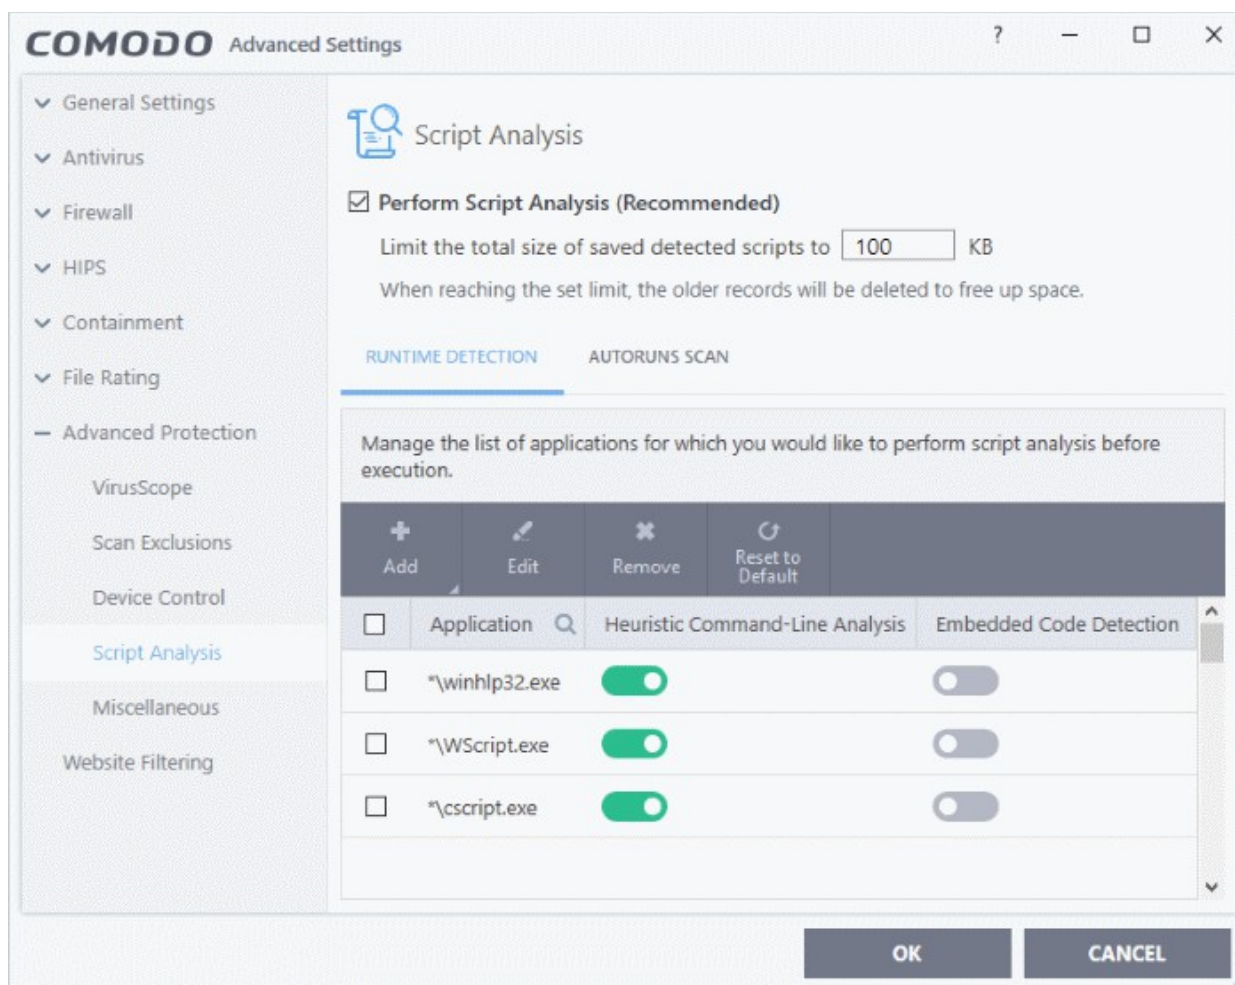 COMODO Advanced Settings ?
General Settings
Antivirus
Firewall
HIPS
Containment
File Rating
Advanced Protection
VirusScope
Scan Exclusions
Device Control
Script Analysis
Miscellaneous
Website Filtering
Script Analysis
Perform Script Analysis (Recommended)
Limit the total size of saved detected scripts to 100 KB
When reaching the set limit, the older records will be deleted to free up space.
RUNTIME DETECTION AUTORUNS SCAN
Manage the list of applications for which you would like to perform script analysis before
execution.
Add Edit Remove Reset to
Default
Application Heuristic Command-Line Analysis Embedded Code Detection
*\winhlp32.exe
*\WScript.exe
*\cscript.exe
OK CANCEL